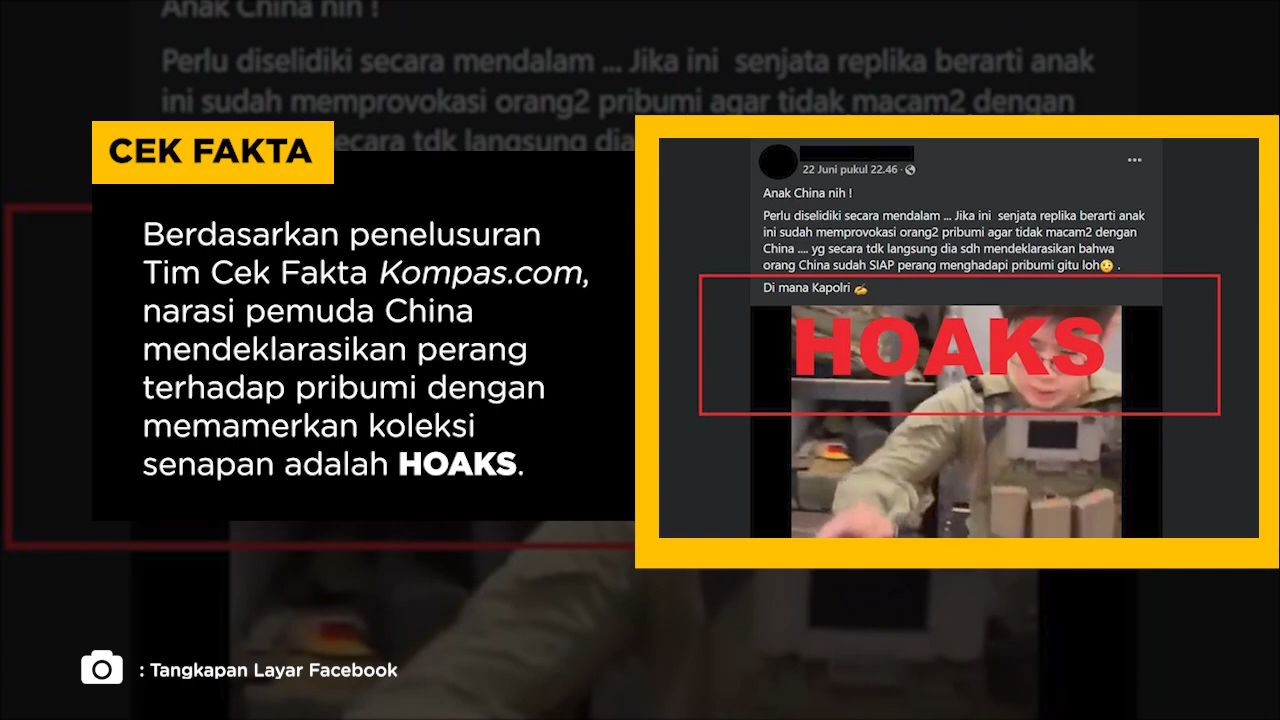 Anak China nih !
Perlu diselidiki secara mendalam ... Jika ini senjata replika berarti anak
ini sudah memprovokasi orang2 pribumi agar tidak macam2 dengan
ecara tdk langsung dia
CEK FAKTA
Berdasarkan penelusuran
Tim Cek Fakta Kompas.com,
narasi pemuda China
mendeklarasikan perang
terhadap pribumi dengan
memamerkan koleksi
senapan adalah HOAKS.
22 Juni pukul 22.46 ·
Anak China nih !
Perlu diselidiki secara mendalam ... Jika ini senjata replika berarti anak
ini sudah memprovokasi orang2 pribumi agar tidak macam2 dengan
China .... yg secara tdk langsung dia sdh mendeklarasikan bahwa
orang China sudah SIAP perang menghadapi pribumi gitu loh🤨 .
Di mana Kapolri ✍
HOAKS
: Tangkapan Layar Facebook